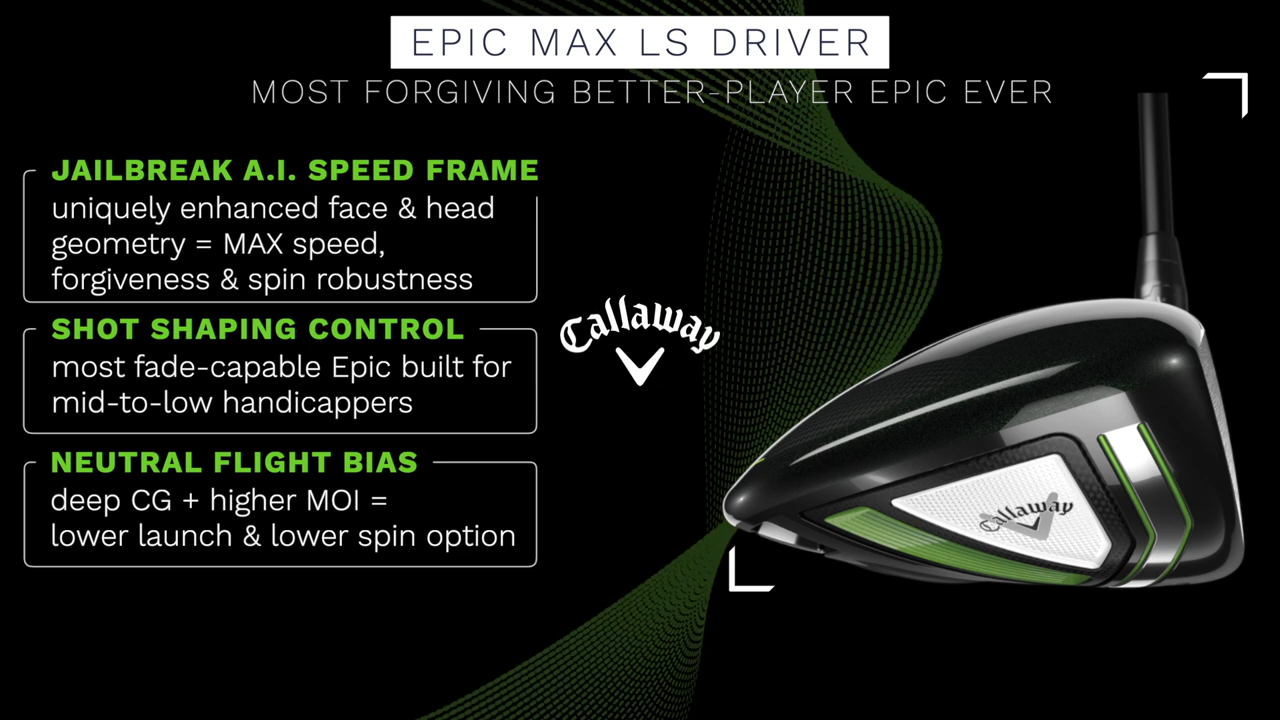 EPIC MAX LS DRIVER
MOST FORGIVING BETTER-PLAYER EPIC EVER
JAILBREAK A.I. SPEED FRAME
uniquely enhanced face & head
geometry = MAX speed,
forgiveness & spin robustness
SHOT SHAPING CONTROL
most fade-capable Epic built for
mid-to-low handicappers
NEUTRAL FLIGHT BIAS
deep CG + higher MOI =
lower launch & lower spin option
Callaway
Callaway